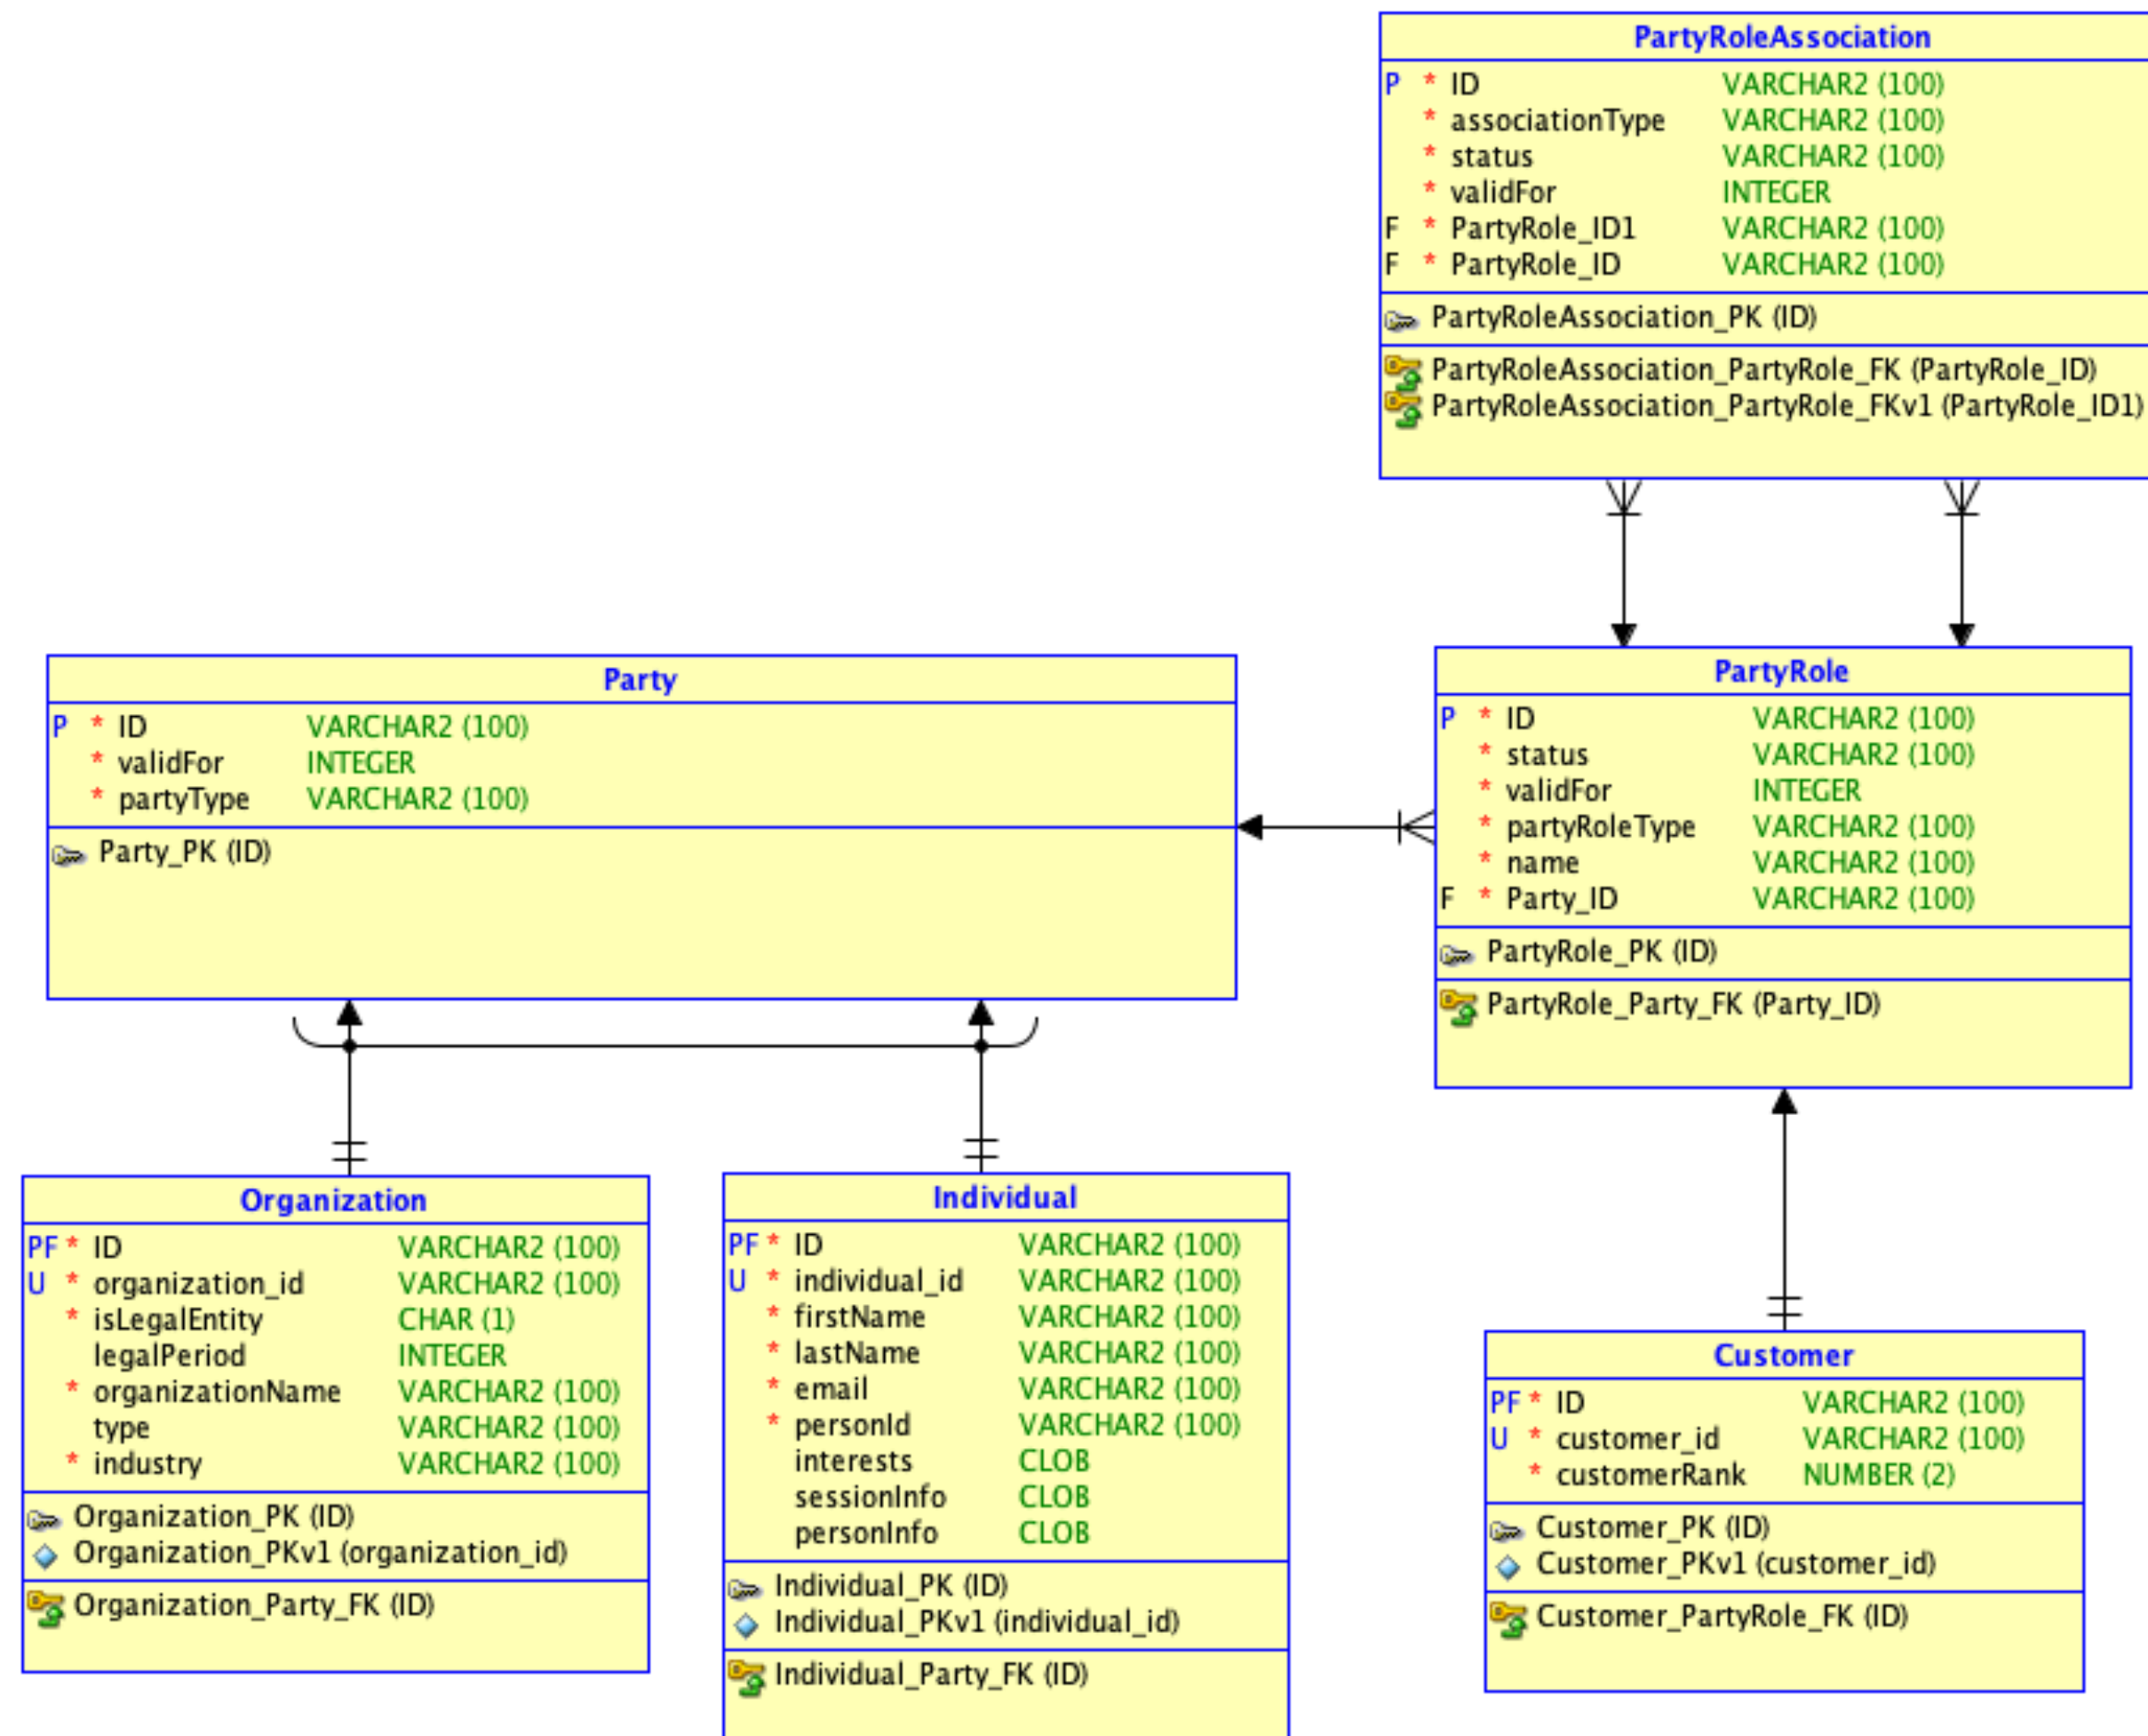 PartyRoleAssociation
P * ID VARCHAR2 (100)
* associationType VARCHAR2 (100)
* status VARCHAR2 (100)
* validFor INTEGER
F * PartyRole_ID1 VARCHAR2 (100)
F * PartyRole_ID VARCHAR2 (100)
PartyRoleAssociation_PK (ID)
PartyRoleAssociation_PartyRole_FK (PartyRole_ID)
PartyRoleAssociation_PartyRole_FKv1 (PartyRole_ID1)
Party
P * ID VARCHAR2 (100)
* validFor INTEGER
* partyType VARCHAR2 (100)
Party_PK (ID)
PartyRole
P * ID VARCHAR2 (100)
* status VARCHAR2 (100)
* validFor INTEGER
* partyRoleType VARCHAR2 (100)
* name VARCHAR2 (100)
F * Party_ID VARCHAR2 (100)
PartyRole_PK (ID)
PartyRole_Party_FK (Party_ID)
Organization
PF * ID VARCHAR2 (100)
U * organization_id VARCHAR2 (100)
* isLegalEntity CHAR (1)
legalPeriod INTEGER
* organizationName VARCHAR2 (100)
type VARCHAR2 (100)
* industry VARCHAR2 (100)
Organization_PK (ID)
Organization_PKv1 (organization_id)
Organization_Party_FK (ID)
Individual
PF * ID VARCHAR2 (100)
U * individual_id VARCHAR2 (100)
* firstName VARCHAR2 (100)
* lastName VARCHAR2 (100)
* email VARCHAR2 (100)
* personId VARCHAR2 (100)
interests CLOB
sessionInfo CLOB
personInfo CLOB
Individual_PK (ID)
Individual_PKv1 (individual_id)
Individual_Party_FK (ID)
Customer
PF * ID VARCHAR2 (100)
U * customer_id VARCHAR2 (100)
* customerRank NUMBER (2)
Customer_PK (ID)
Customer_PKv1 (customer_id)
Customer_PartyRole_FK (ID)